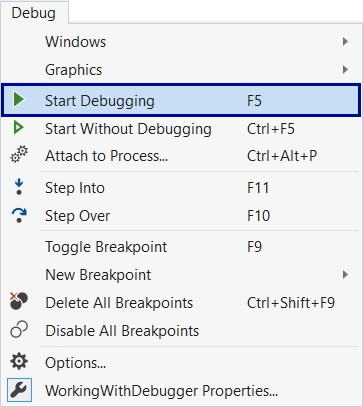 Debug
Windows
Graphics
Start Debugging F5
Start Without Debugging Ctrl+F5
Attach to Process... Ctrl+Alt+P
Step Into F11
Step Over F10
Toggle Breakpoint F9
New Breakpoint
Delete All Breakpoints Ctrl+Shift+F9
Disable All Breakpoints
Options...
WorkingWithDebugger Properties...